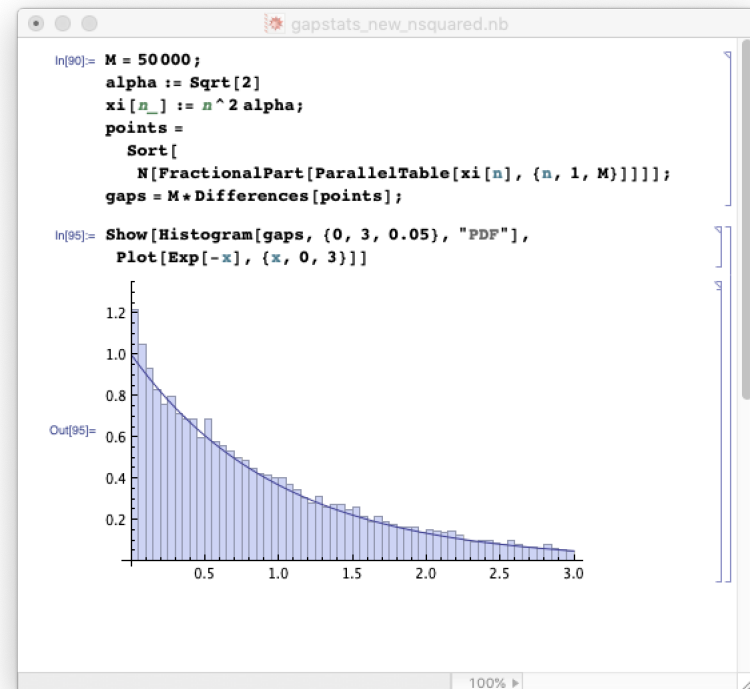 gapstats_new_nsquared.nb
In[90]:= M = 50000;
alpha := Sqrt[2]
xi[n_] := n^2 alpha;
points =
Sort[
N[FractionalPart[ParallelTable[xi[n], {n, 1, M}]]]];
gaps = M*Differences[points];
In[95]:= Show[Histogram[gaps, {0, 3, 0.05}, "PDF"],
Plot[Exp[-x], {x, 0, 3}]]
1.2
1.0
0.8
Out[95]= 0.6
0.4
0.2
0.5 1.0 1.5 2.0 2.5 3.0
100%